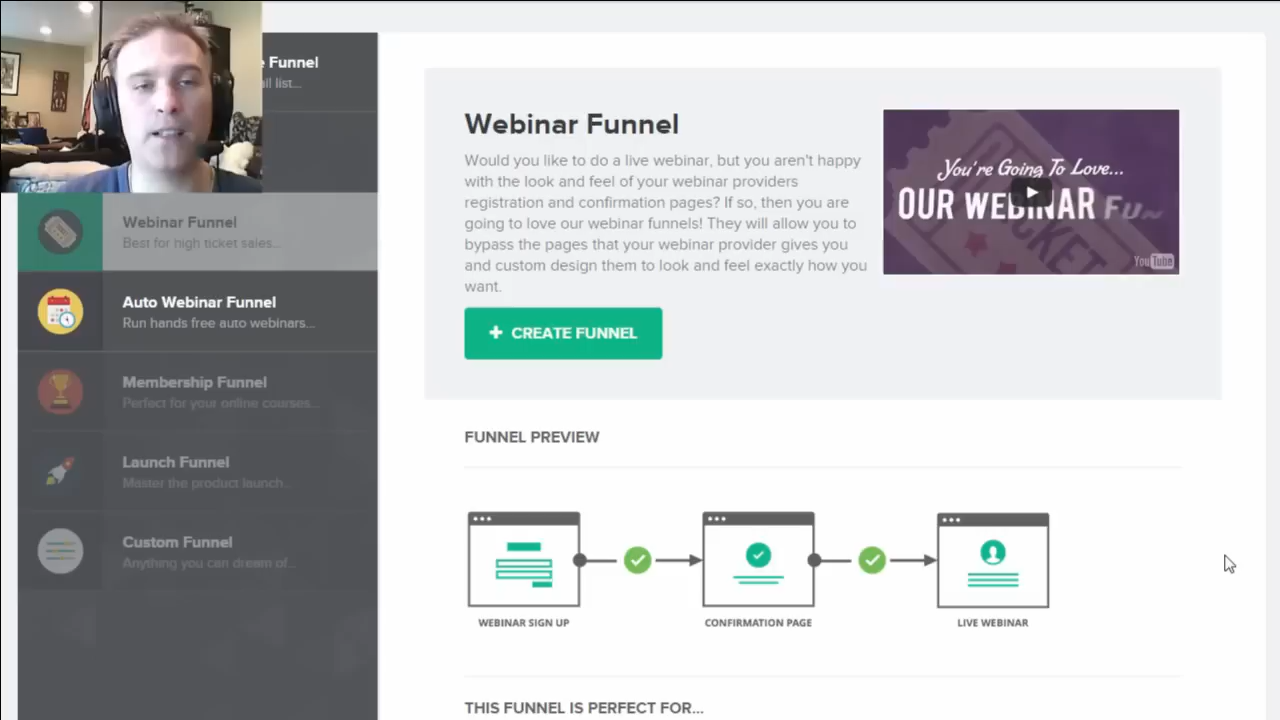 e Funnel
il list...
Webinar Funnel
Best for high ticket sales...
Auto Webinar Funnel
Run hands free auto webinars...
Membership Funnel
Perfect for your online courses...
Launch Funnel
Master the product launch...
Custom Funnel
Anything you can dream of...
Webinar Funnel
Would you like to do a live webinar, but you aren't happy
with the look and feel of your webinar providers
registration and confirmation pages? If so, then you are
going to love our webinar funnels! They will allow you to
bypass the pages that your webinar provider gives you
and custom design them to look and feel exactly how you
want.
+ CREATE FUNNEL
You're Going To Love...
OUR WEBINAR Fu
TICKET
YouTube
FUNNEL PREVIEW
WEBINAR SIGN UP
CONFIRMATION PAGE
LIVE WEBINAR
THIS FUNNEL IS PERFECT FOR...